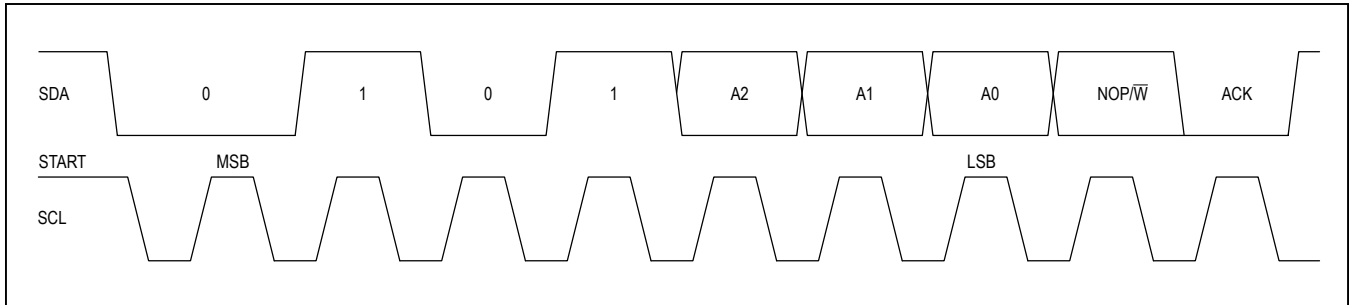 SDA 0 1 0 1 A2 A1 A0 NOP/W̅ ACK
START MSB LSB
SCL